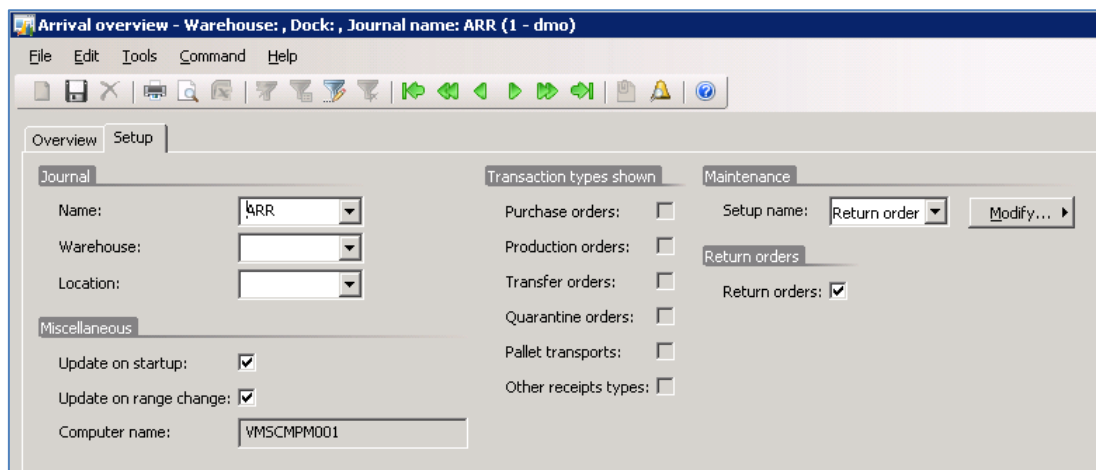 Arrival overview - Warehouse: , Dock: , Journal name: ARR (1 - dmo)
File Edit Tools Command Help
Overview Setup
Journal
Name: ARR
Warehouse:
Location:
Miscellaneous
Update on startup:
Update on range change:
Computer name: VMSCMPM001
Transaction types shown
Purchase orders:
Production orders:
Transfer orders:
Quarantine orders:
Pallet transports:
Other receipts types:
Maintenance
Setup name: Return order Modify...
Return orders
Return orders: